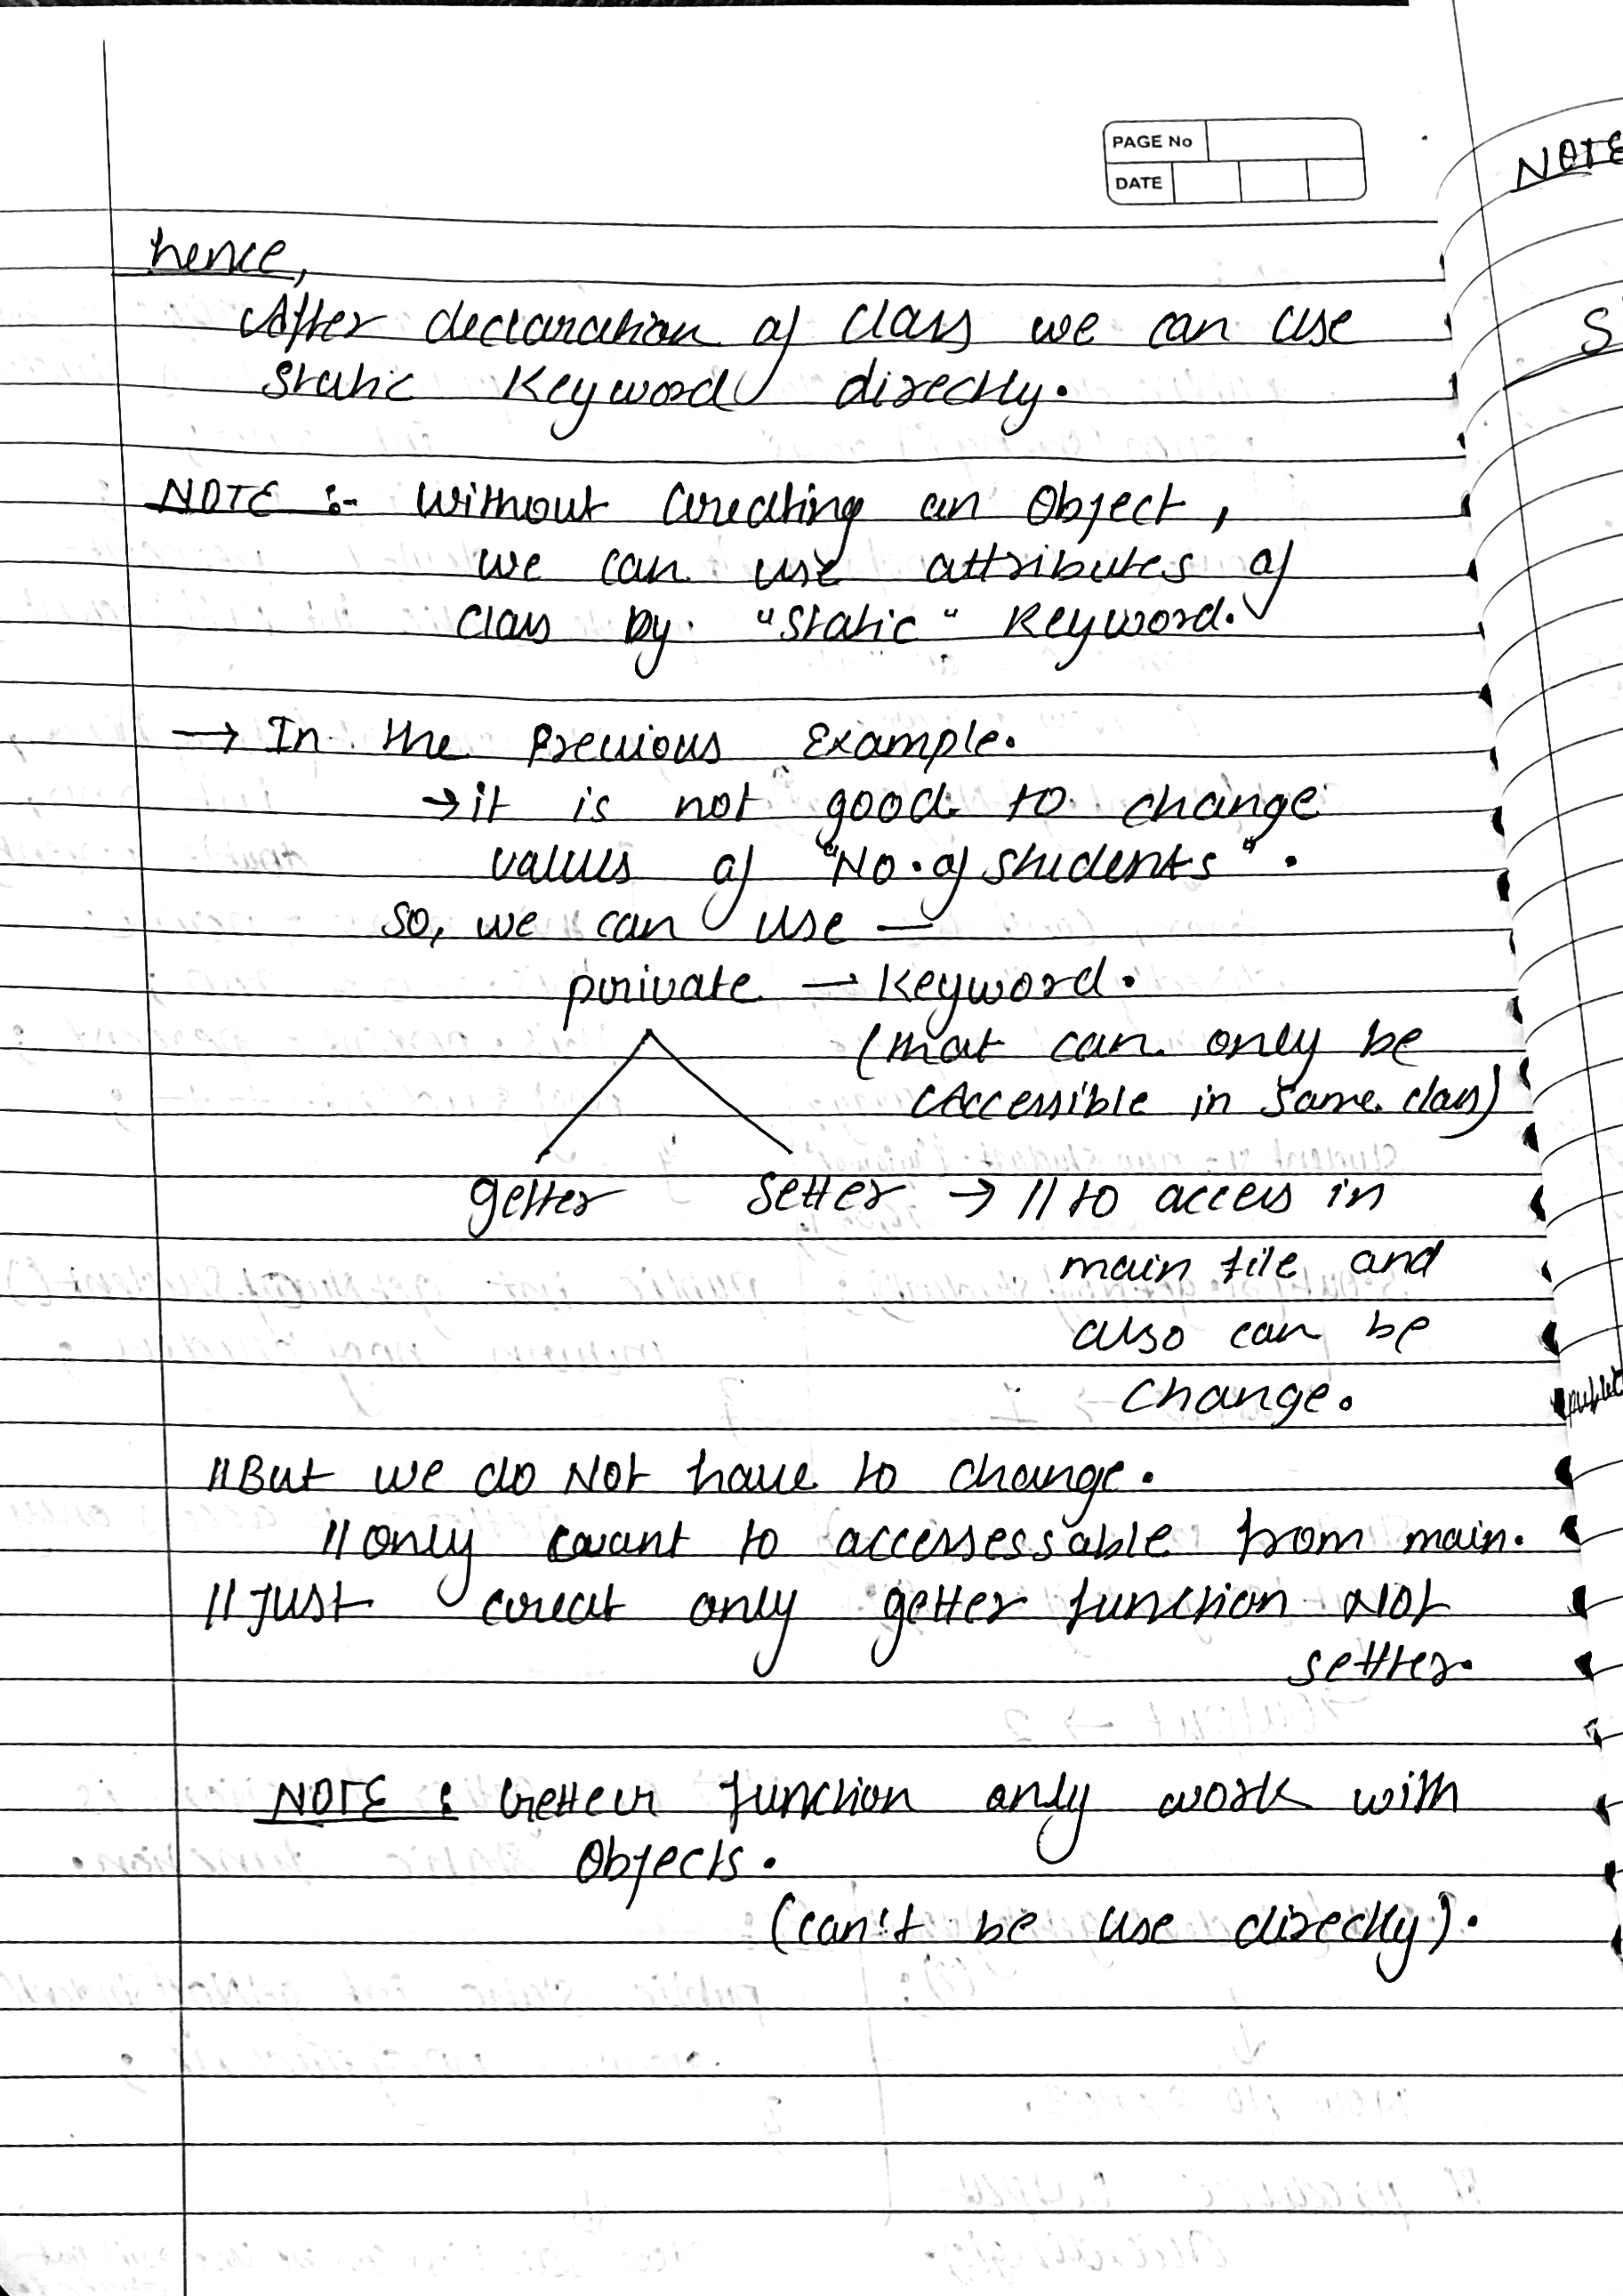 PAGE No
DATE
hence,
After declaration of class we can use
static Keyword directly.
NOTE :- Without Creating an Object,
we can use attributes of
class by "static" Keyword.
→ In the Previous Example.
→ it is not good to change
values of "No. of students".
so, we can use —
private → Keyword.
(that can only be
Accessible in same class)
getter setter → // to access in
main file and
also can be
change.
// But we do Not have to change.
// only want to accessessable from main.
// Just creat only getter function Not
settter.
NOTE : Getter function only work with
Objects.
(can't be use directly).
NOTE
S